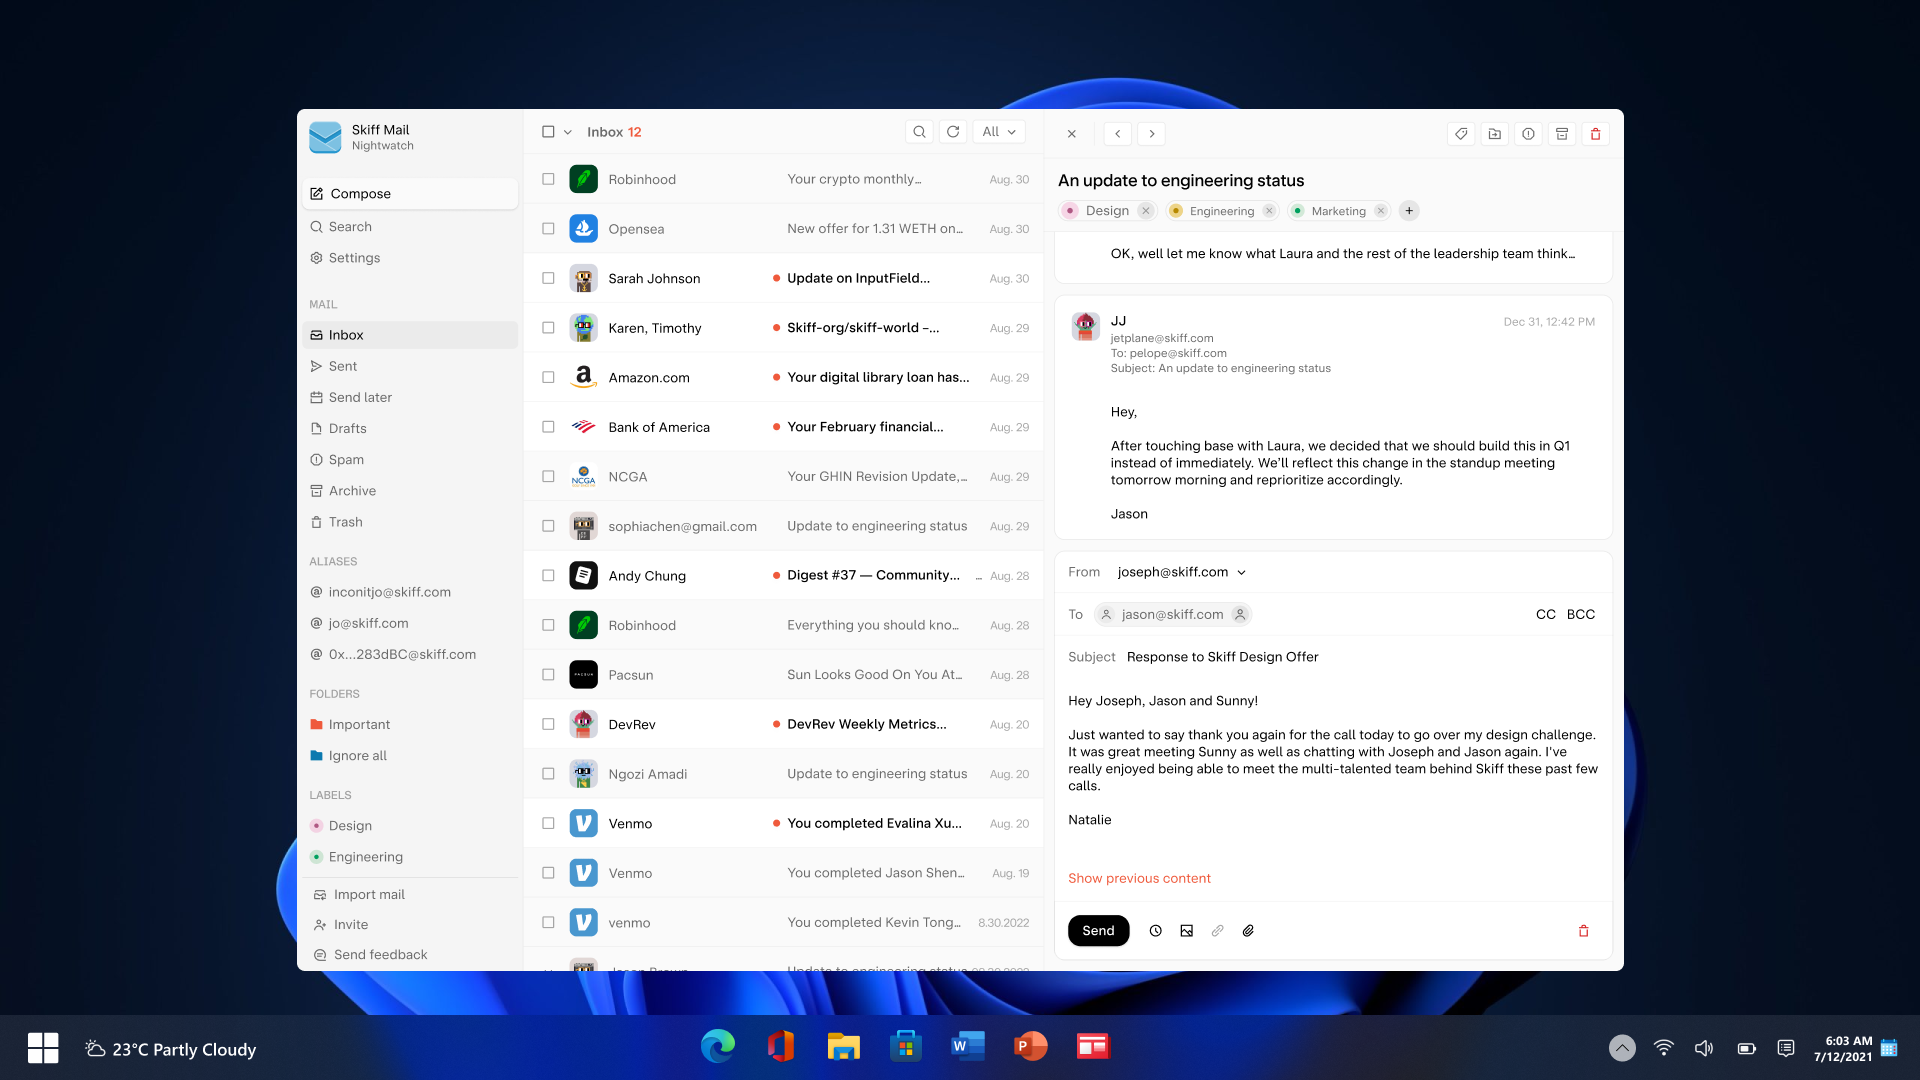 Skiff Mail
Nightwatch
Compose
Search
Settings
MAIL
Inbox
Sent
Send later
Drafts
Spam
Archive
Trash
ALIASES
inconitjo@skiff.com
jo@skiff.com
0x...283dBC@skiff.com
FOLDERS
Important
Ignore all
LABELS
Design
Engineering
Import mail
Invite
Send feedback
Inbox 12
All
Robinhood Your crypto monthly... Aug. 30
Opensea New offer for 1.31 WETH on... Aug. 30
Sarah Johnson Update on InputField... Aug. 30
Karen, Timothy Skiff-org/skiff-world –... Aug. 29
Amazon.com Your digital library loan has... Aug. 29
Bank of America Your February financial... Aug. 29
NCGA NCGA Your GHIN Revision Update,... Aug. 29
sophiachen@gmail.com Update to engineering status Aug. 29
Andy Chung Digest #37 — Community... ... Aug. 28
Robinhood Everything you should kno... Aug. 28
PACSUN Pacsun Sun Looks Good On You At... Aug. 28
DevRev DevRev Weekly Metrics... Aug. 20
Ngozi Amadi Update to engineering status Aug. 20
Venmo You completed Evalina Xu... Aug. 20
Venmo You completed Jason Shen... Aug. 19
venmo You completed Kevin Tong... 8.30.2022
Update to engineering status
An update to engineering status
Design Engineering Marketing
OK, well let me know what Laura and the rest of the leadership team think...
JJ Dec 31, 12:42 PM
jetplane@skiff.com
To: pelope@skiff.com
Subject: An update to engineering status
Hey,
After touching base with Laura, we decided that we should build this in Q1
instead of immediately. We'll reflect this change in the standup meeting
tomorrow morning and reprioritize accordingly.
Jason
From joseph@skiff.com
To jason@skiff.com CC BCC
Subject Response to Skiff Design Offer
Hey Joseph, Jason and Sunny!
Just wanted to say thank you again for the call today to go over my design challenge.
It was great meeting Sunny as well as chatting with Joseph and Jason again. I've
really enjoyed being able to meet the multi-talented team behind Skiff these past few
calls.
Natalie
Show previous content
Send
23°C Partly Cloudy
W
P
6:03 AM
7/12/2021